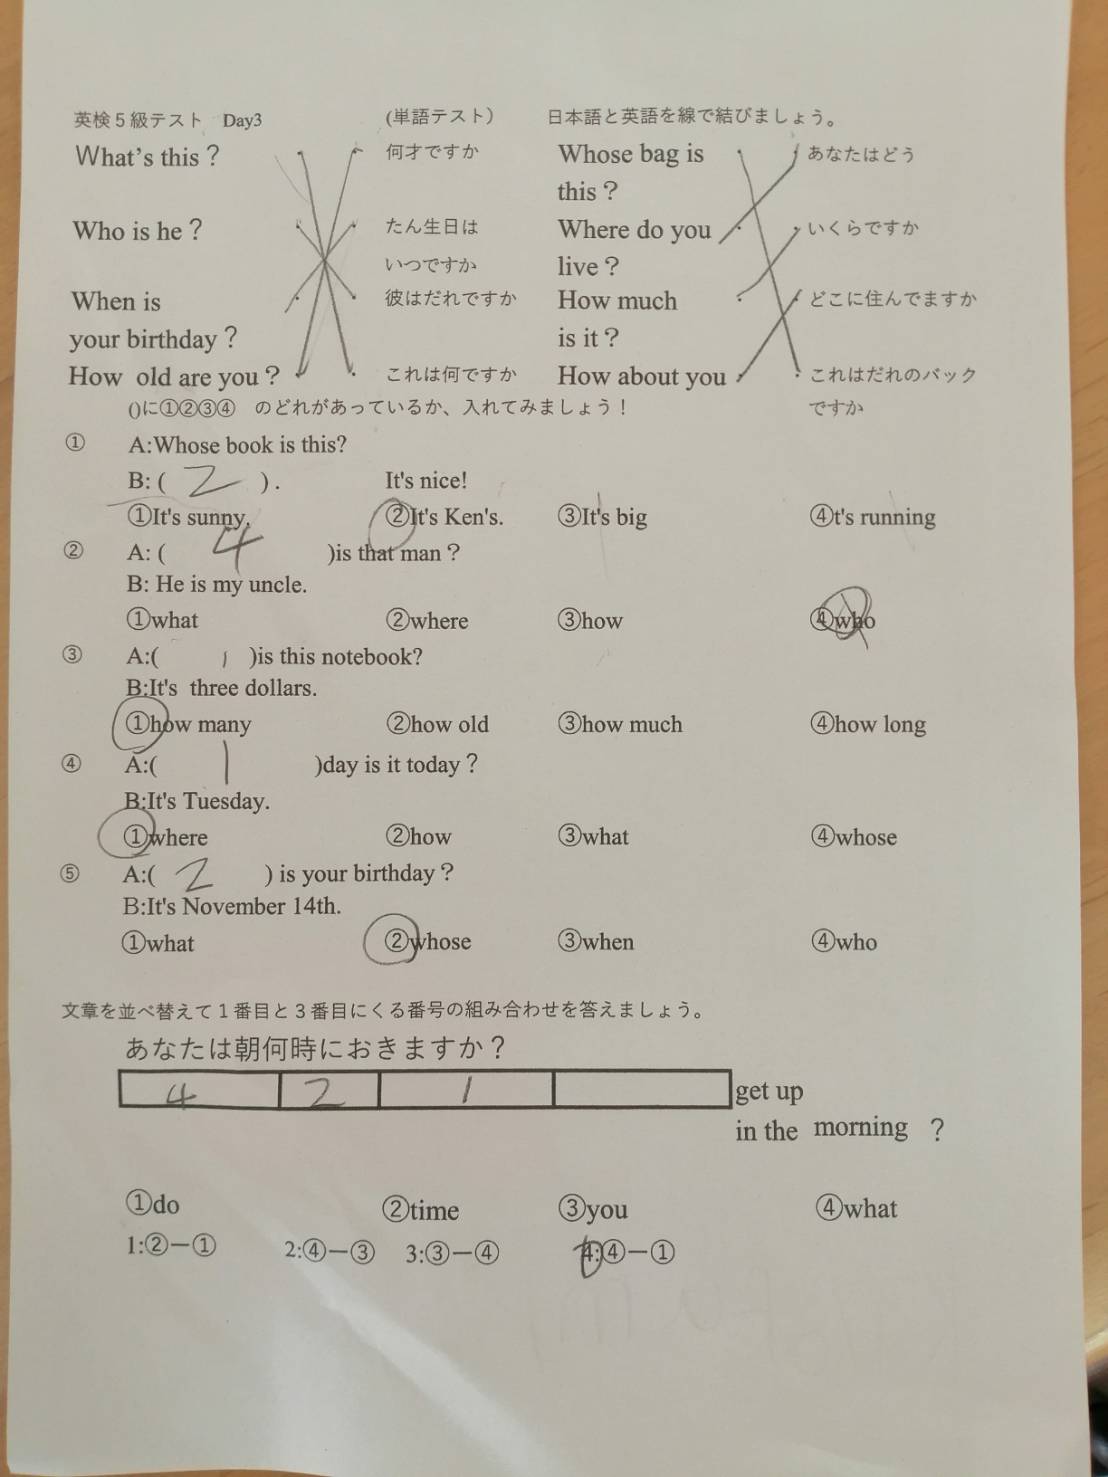 英検５級テスト Day3 (単語テスト) 日本語と英語を線で結びましょう。
What's this？ 何才ですか Whose bag is あなたはどう
this？
Who is he？ たん生日は Where do you いくらですか
いつですか live？
When is 彼はだれですか How much どこに住んでますか
your birthday？ is it？
How old are you？ これは何ですか How about you これはだれのバック
()に①②③④ のどれがあっているか、入れてみましょう！ ですか
① A:Whose book is this?
B: ( 2 ) . It's nice!
①It's sunny. ②It's Ken's. ③It's big ④t's running
② A: ( 4 )is that man？
B: He is my uncle.
①what ②where ③how ④who
③ A:( 1 )is this notebook?
B:It's three dollars.
①how many ②how old ③how much ④how long
④ A:( 1 )day is it today？
B:It's Tuesday.
①where ②how ③what ④whose
⑤ A:( 2 ) is your birthday？
B:It's November 14th.
①what ②whose ③when ④who
文章を並べ替えて１番目と３番目にくる番号の組み合わせを答えましょう。
あなたは朝何時におきますか？
4 2 1 get up
in the morning ？
①do ②time ③you ④what
1:②－① 2:④－③ 3:③－④ 4:④－①